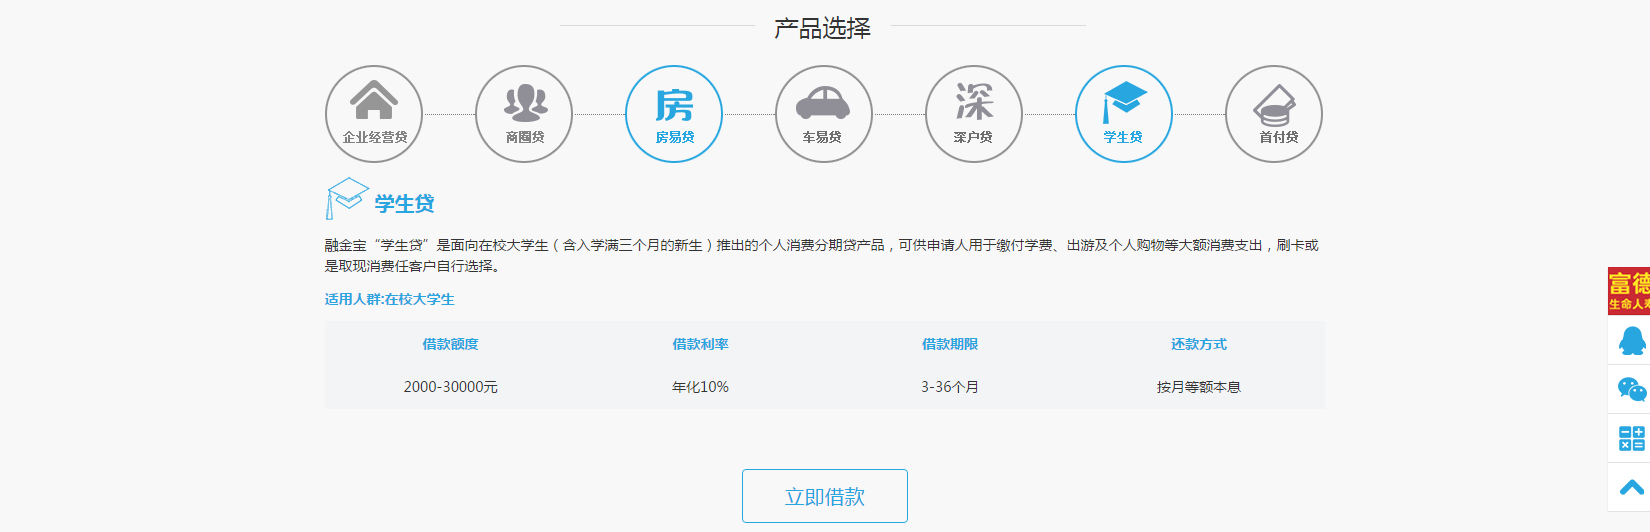 产品选择
企业经营贷
商圈贷
房
房易贷
车易贷
深
深户贷
学生贷
首付贷
学生贷
融金宝“学生贷”是面向在校大学生（含入学满三个月的新生）推出的个人消费分期贷产品，可供申请人用于缴付学费、出游及个人购物等大额消费支出，刷卡或
是取现消费任客户自行选择。
适用人群:在校大学生
借款额度 借款利率 借款期限 还款方式
2000-30000元 年化10% 3-36个月 按月等额本息
富德
生命人寿
立即借款